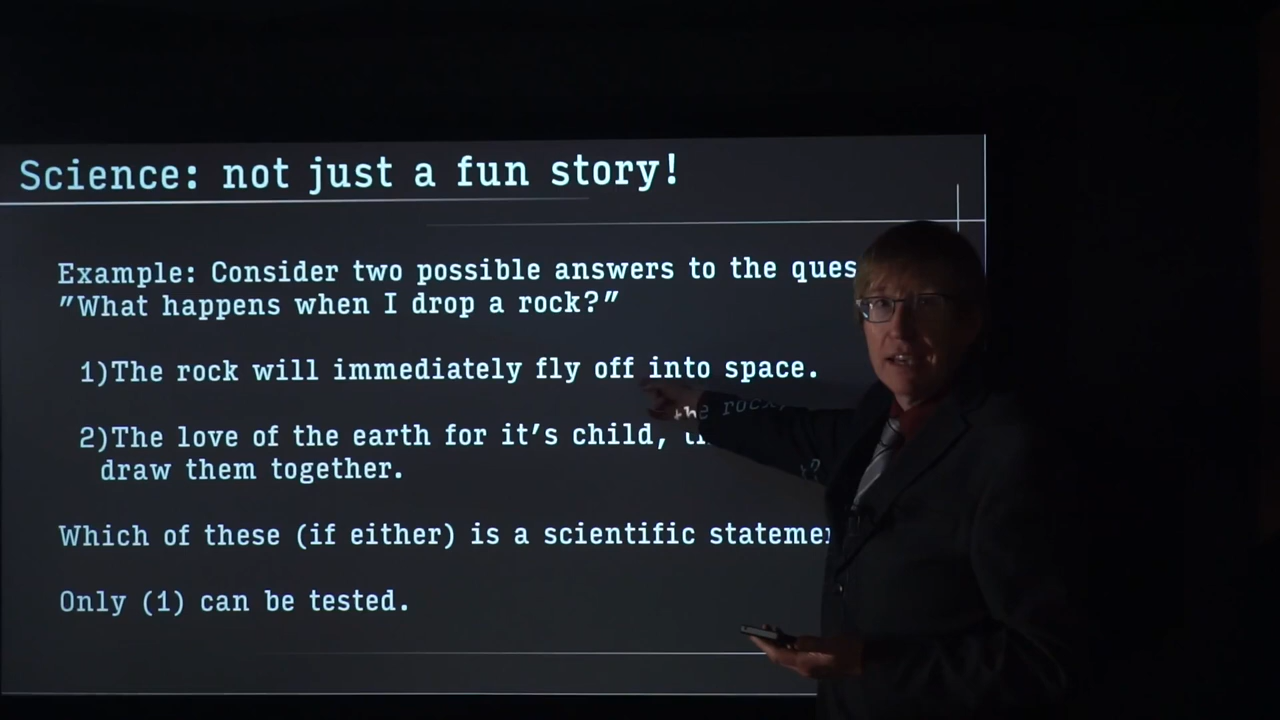 Science: not just a fun story!
Example: Consider two possible answers to the ques
"What happens when I drop a rock?"
1)The rock will immediately fly off into space.
2)The love of the earth for it's child, the rock,
draw them together.
Which of these (if either) is a scientific statemen
Only (1) can be tested.